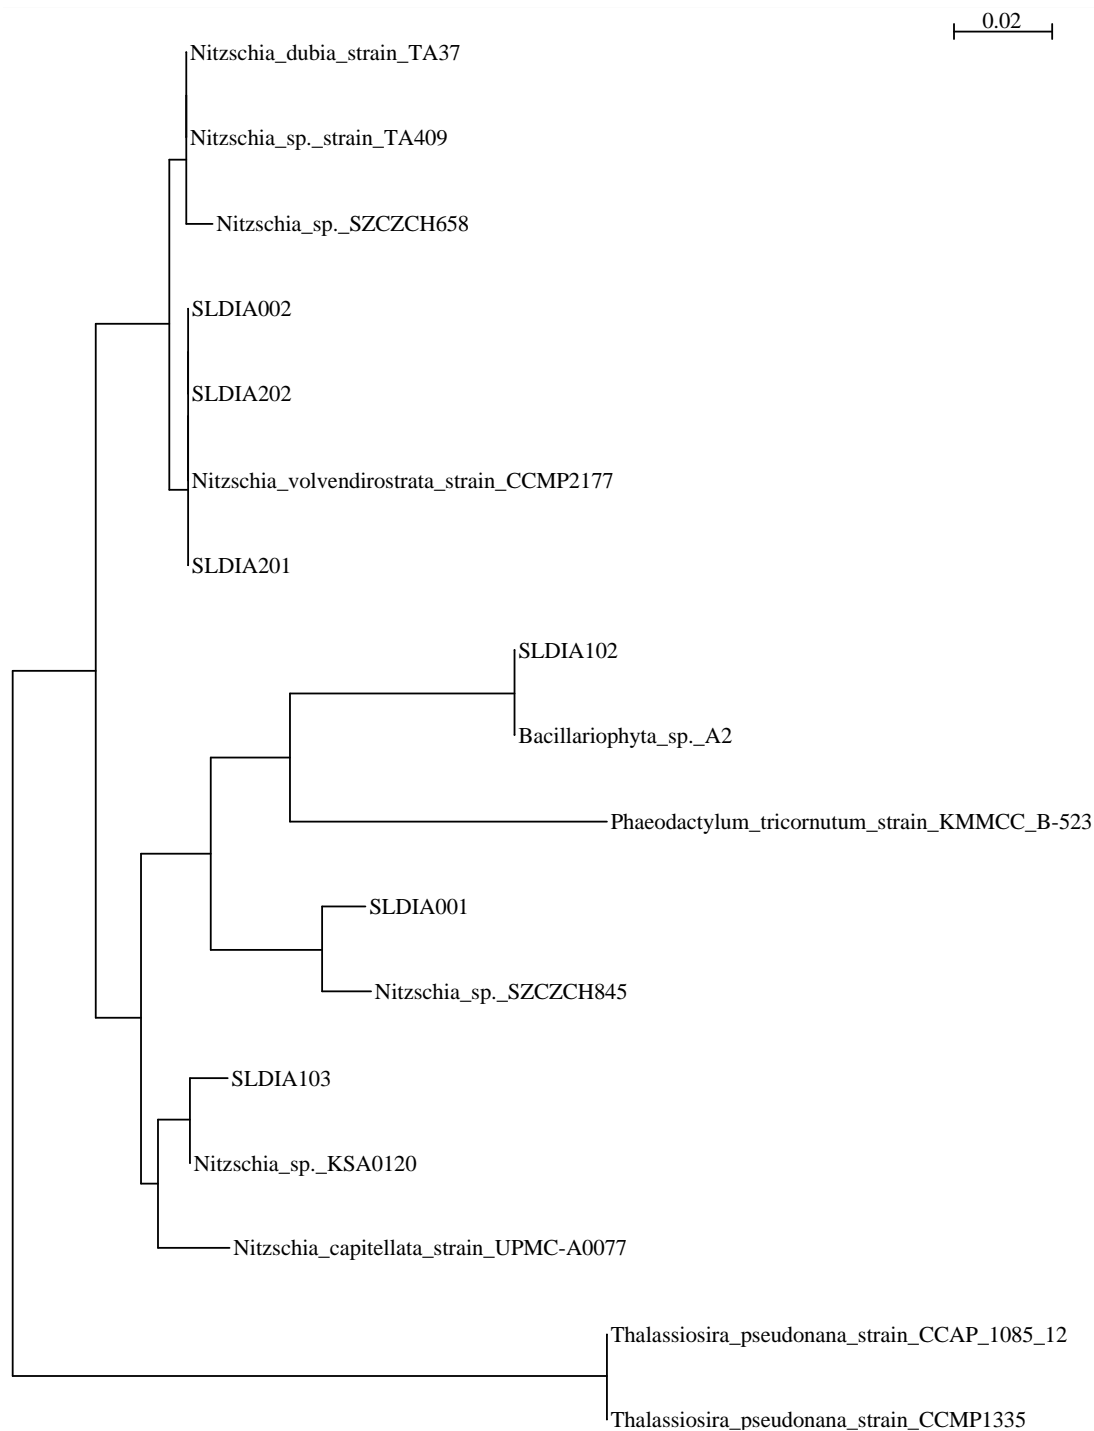 0.02
Nitzschia_dubia_strain_TA37
Nitzschia_sp._strain_TA409
Nitzschia_sp._SZCZCH658
SLDIA002
SLDIA202
Nitzschia_volvendirostrata_strain_CCMP2177
SLDIA201
SLDIA102
Bacillariophyta_sp._A2
Phaeodactylum_tricornutum_strain_KMMCC_B-523
SLDIA001
Nitzschia_sp._SZCZCH845
SLDIA103
Nitzschia_sp._KSA0120
Nitzschia_capitellata_strain_UPMC-A0077
Thalassiosira_pseudonana_strain_CCAP_1085_12
Thalassiosira_pseudonana_strain_CCMP1335